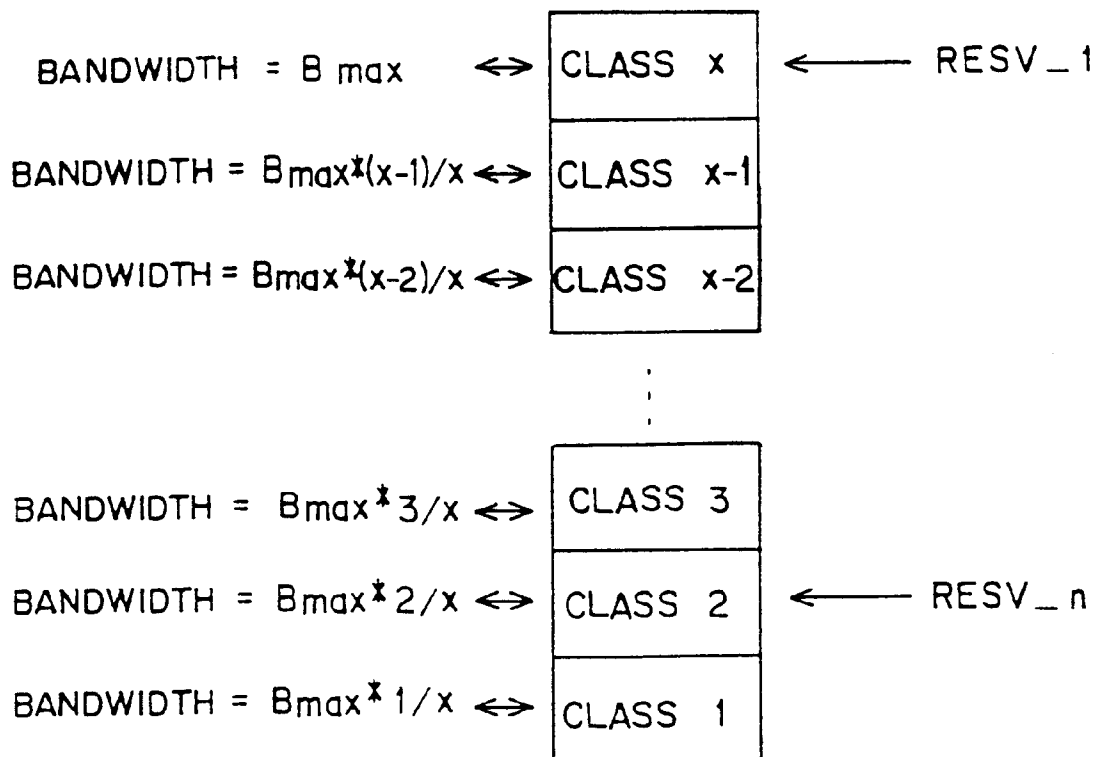 BANDWIDTH = B max ↔ CLASS x ← RESV_1
BANDWIDTH = Bmax*(x-1)/x ↔ CLASS x-1
BANDWIDTH = Bmax*(x-2)/x ↔ CLASS x-2
BANDWIDTH = Bmax*3/x ↔ CLASS 3
BANDWIDTH = Bmax*2/x ↔ CLASS 2 ← RESV_n
BANDWIDTH = Bmax*1/x ↔ CLASS 1